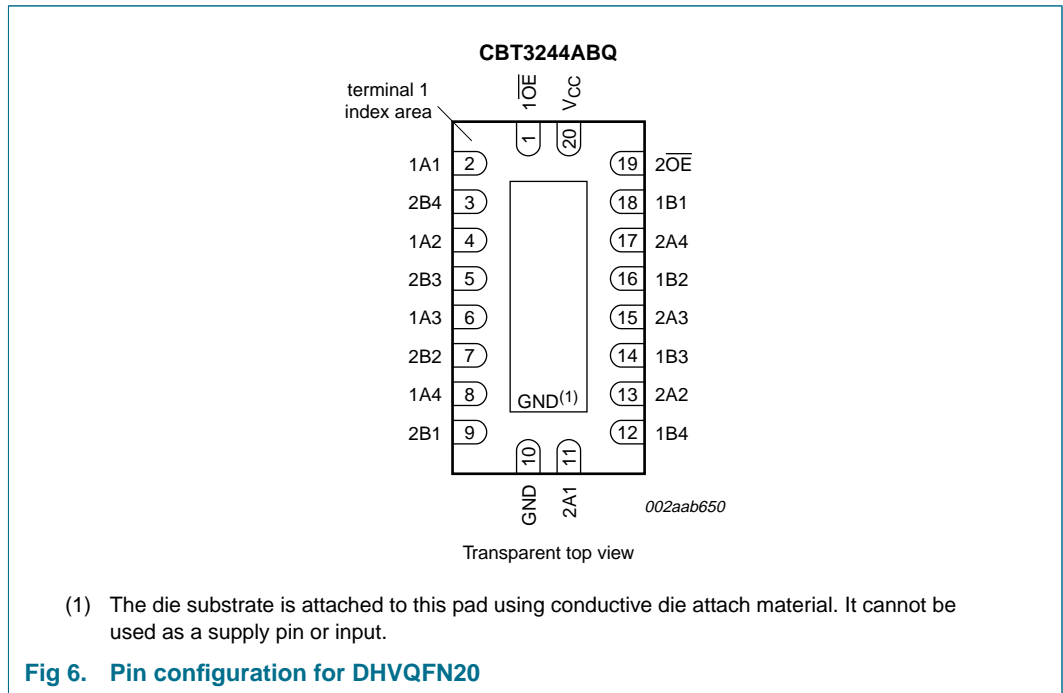 CBT3244ABQ
terminal 1
index area
1O̅E̅
VCC
1
20
1A1 2 19 2O̅E̅
2B4 3 18 1B1
1A2 4 17 2A4
2B3 5 16 1B2
1A3 6 15 2A3
2B2 7 14 1B3
1A4 8 13 2A2
GND(1)
2B1 9 12 1B4
10 11
GND 2A1
002aab650
Transparent top view
(1) The die substrate is attached to this pad using conductive die attach material. It cannot be
used as a supply pin or input.
Fig 6. Pin configuration for DHVQFN20